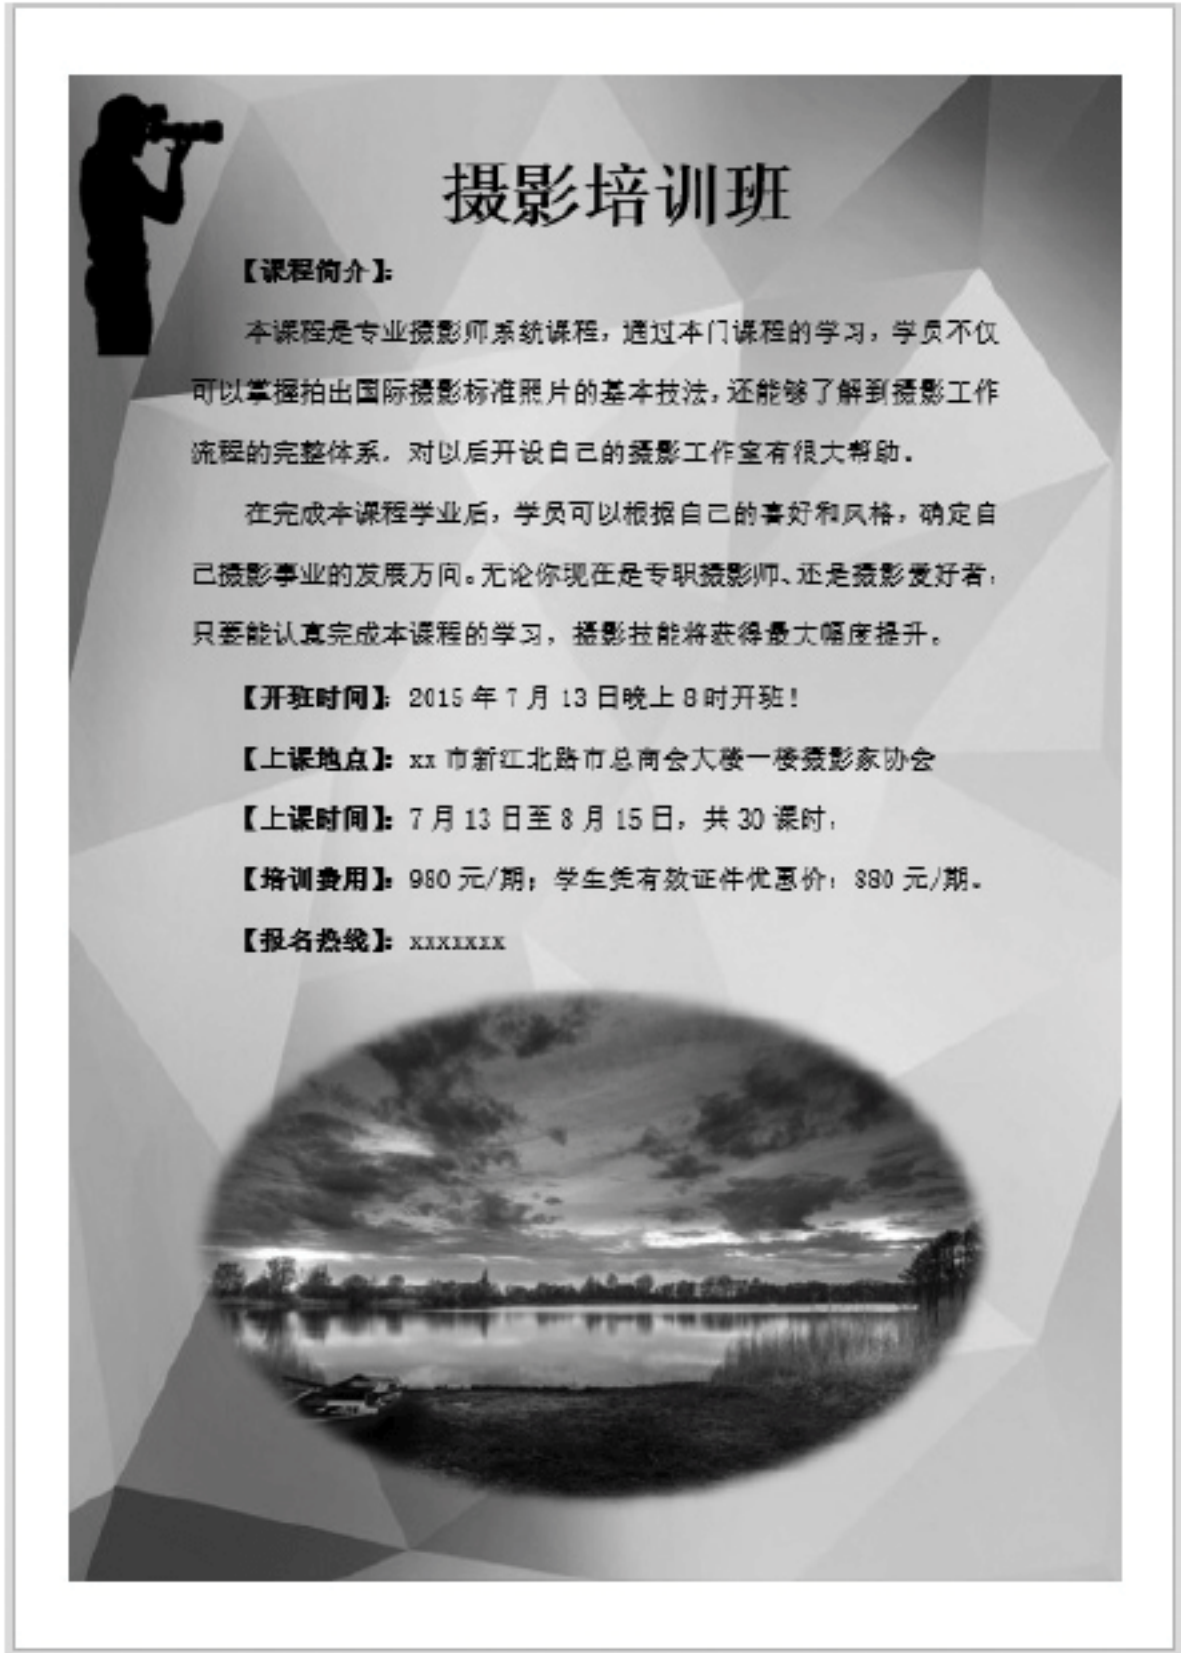 摄影培训班
【课程简介】:
本课程是专业摄影师系统课程，通过本门课程的学习，学员不仅
可以掌握拍出国际摄影标准照片的基本技法，还能够了解到摄影工作
流程的完整体系，对以后开设自己的摄影工作室有很大帮助。
在完成本课程学业后，学员可以根据自己的喜好和风格，确定自
己摄影事业的发展方向。无论你现在是专职摄影师、还是摄影爱好者，
只要能认真完成本课程的学习，摄影技能将获得最大幅度提升。
【开班时间】：2015 年 7 月 13 日晚上 8 时开班！
【上课地点】：xx 市新江北路市总商会大楼一楼摄影家协会
【上课时间】：7 月 13 日至 8 月 15 日，共 30 课时；
【培训费用】：980 元/期；学生凭有效证件优惠价：880 元/期。
【报名热线】：xxxxxxx